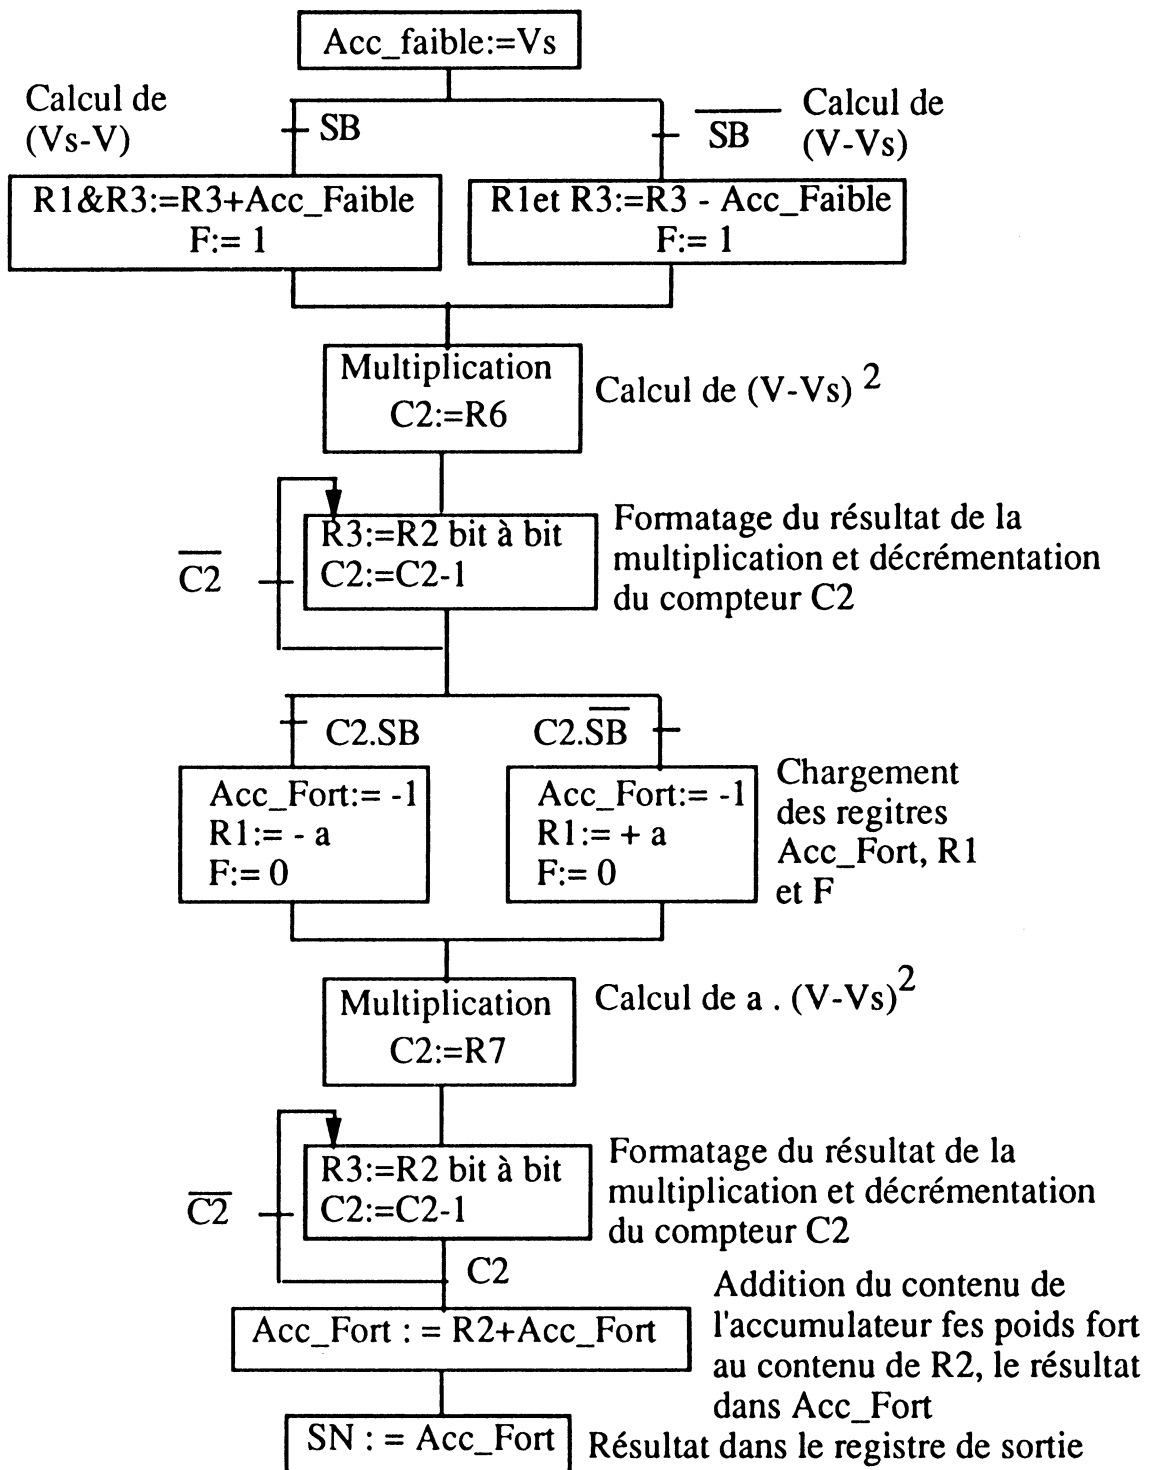 Acc_faible:=Vs
Calcul de
(Vs-V)
SB
S̅B̅
Calcul de
(V-Vs)
R1&R3:=R3+Acc_Faible
F:= 1
R1et R3:=R3 - Acc_Faible
F:= 1
Multiplication
C2:=R6
Calcul de (V-Vs) ²
C̅2̅
R3:=R2 bit à bit
C2:=C2-1
Formatage du résultat de la
multiplication et décrémentation
du compteur C2
C2.SB
C2.S̅B̅
Acc_Fort:= -1
R1:= - a
F:= 0
Acc_Fort:= -1
R1:= + a
F:= 0
Chargement
des regitres
Acc_Fort, R1
et F
Multiplication
C2:=R7
Calcul de a . (V-Vs)²
C̅2̅
R3:=R2 bit à bit
C2:=C2-1
Formatage du résultat de la
multiplication et décrémentation
du compteur C2
C2
Acc_Fort : = R2+Acc_Fort
Addition du contenu de
l'accumulateur fes poids fort
au contenu de R2, le résultat
dans Acc_Fort
SN : = Acc_Fort
Résultat dans le registre de sortie